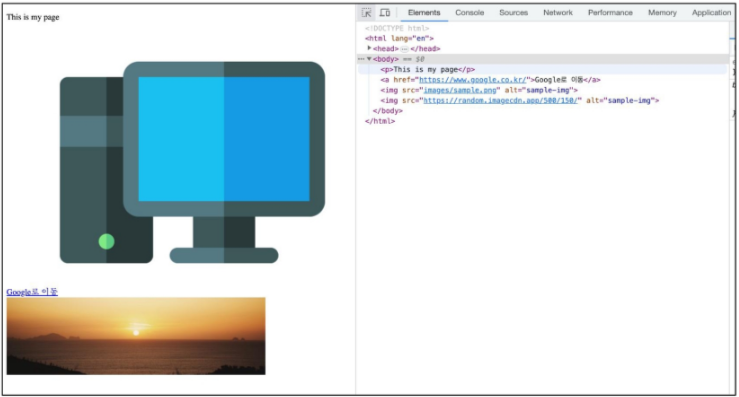 This is my page
Google로 이동
Elements Console Sources Network Performance Memory Application
<!DOCTYPE html>
<html lang="en">
<head> … </head>
<body> == $0
<p>This is my page</p>
<a href="https://www.google.co.kr/">Google로 이동</a>
<img src="images/sample.png" alt="sample-img">
<img src="https://random.imagecdn.app/500/150/" alt="sample-img">
</body>
</html>